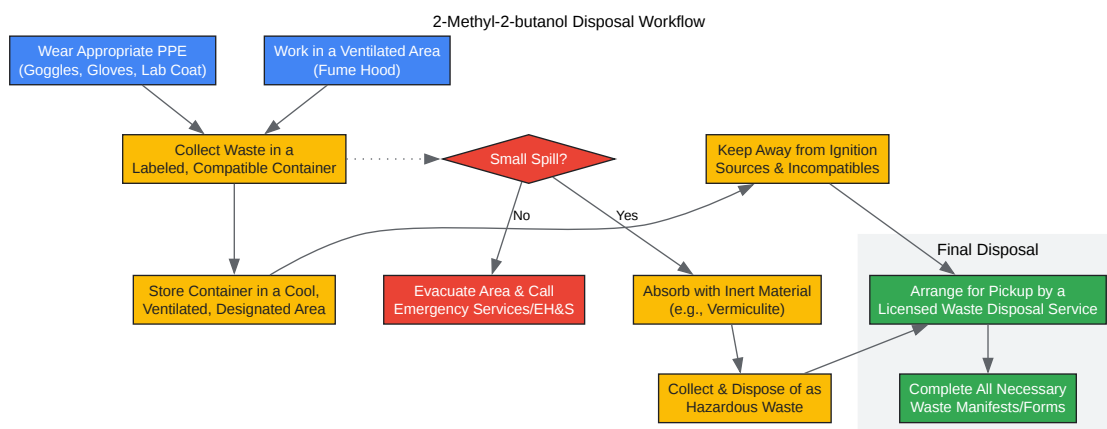 2-Methyl-2-butanol Disposal Workflow
Wear Appropriate PPE
(Goggles, Gloves, Lab Coat)
Work in a Ventilated Area
(Fume Hood)
Collect Waste in a
Labeled, Compatible Container
Small Spill?
Keep Away from Ignition
Sources & Incompatibles
No
Yes
Final Disposal
Store Container in a Cool,
Ventilated, Designated Area
Evacuate Area & Call
Emergency Services/EH&S
Absorb with Inert Material
(e.g., Vermiculite)
Arrange for Pickup by a
Licensed Waste Disposal Service
Collect & Dispose of as
Hazardous Waste
Complete All Necessary
Waste Manifests/Forms